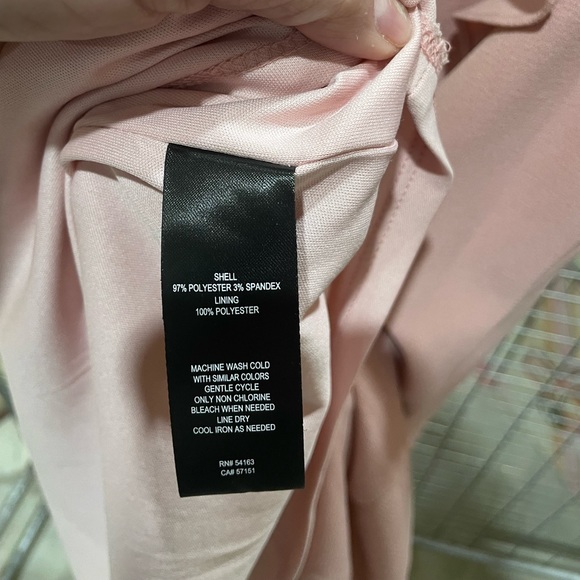 SHELL
97% POLYESTER 3% SPANDEX
LINING
100% POLYESTER
MACHINE WASH COLD
WITH SIMILAR COLORS
GENTLE CYCLE
ONLY NON CHLORINE
BLEACH WHEN NEEDED
LINE DRY
COOL IRON AS NEEDED
RN# 54163
CA# 57151